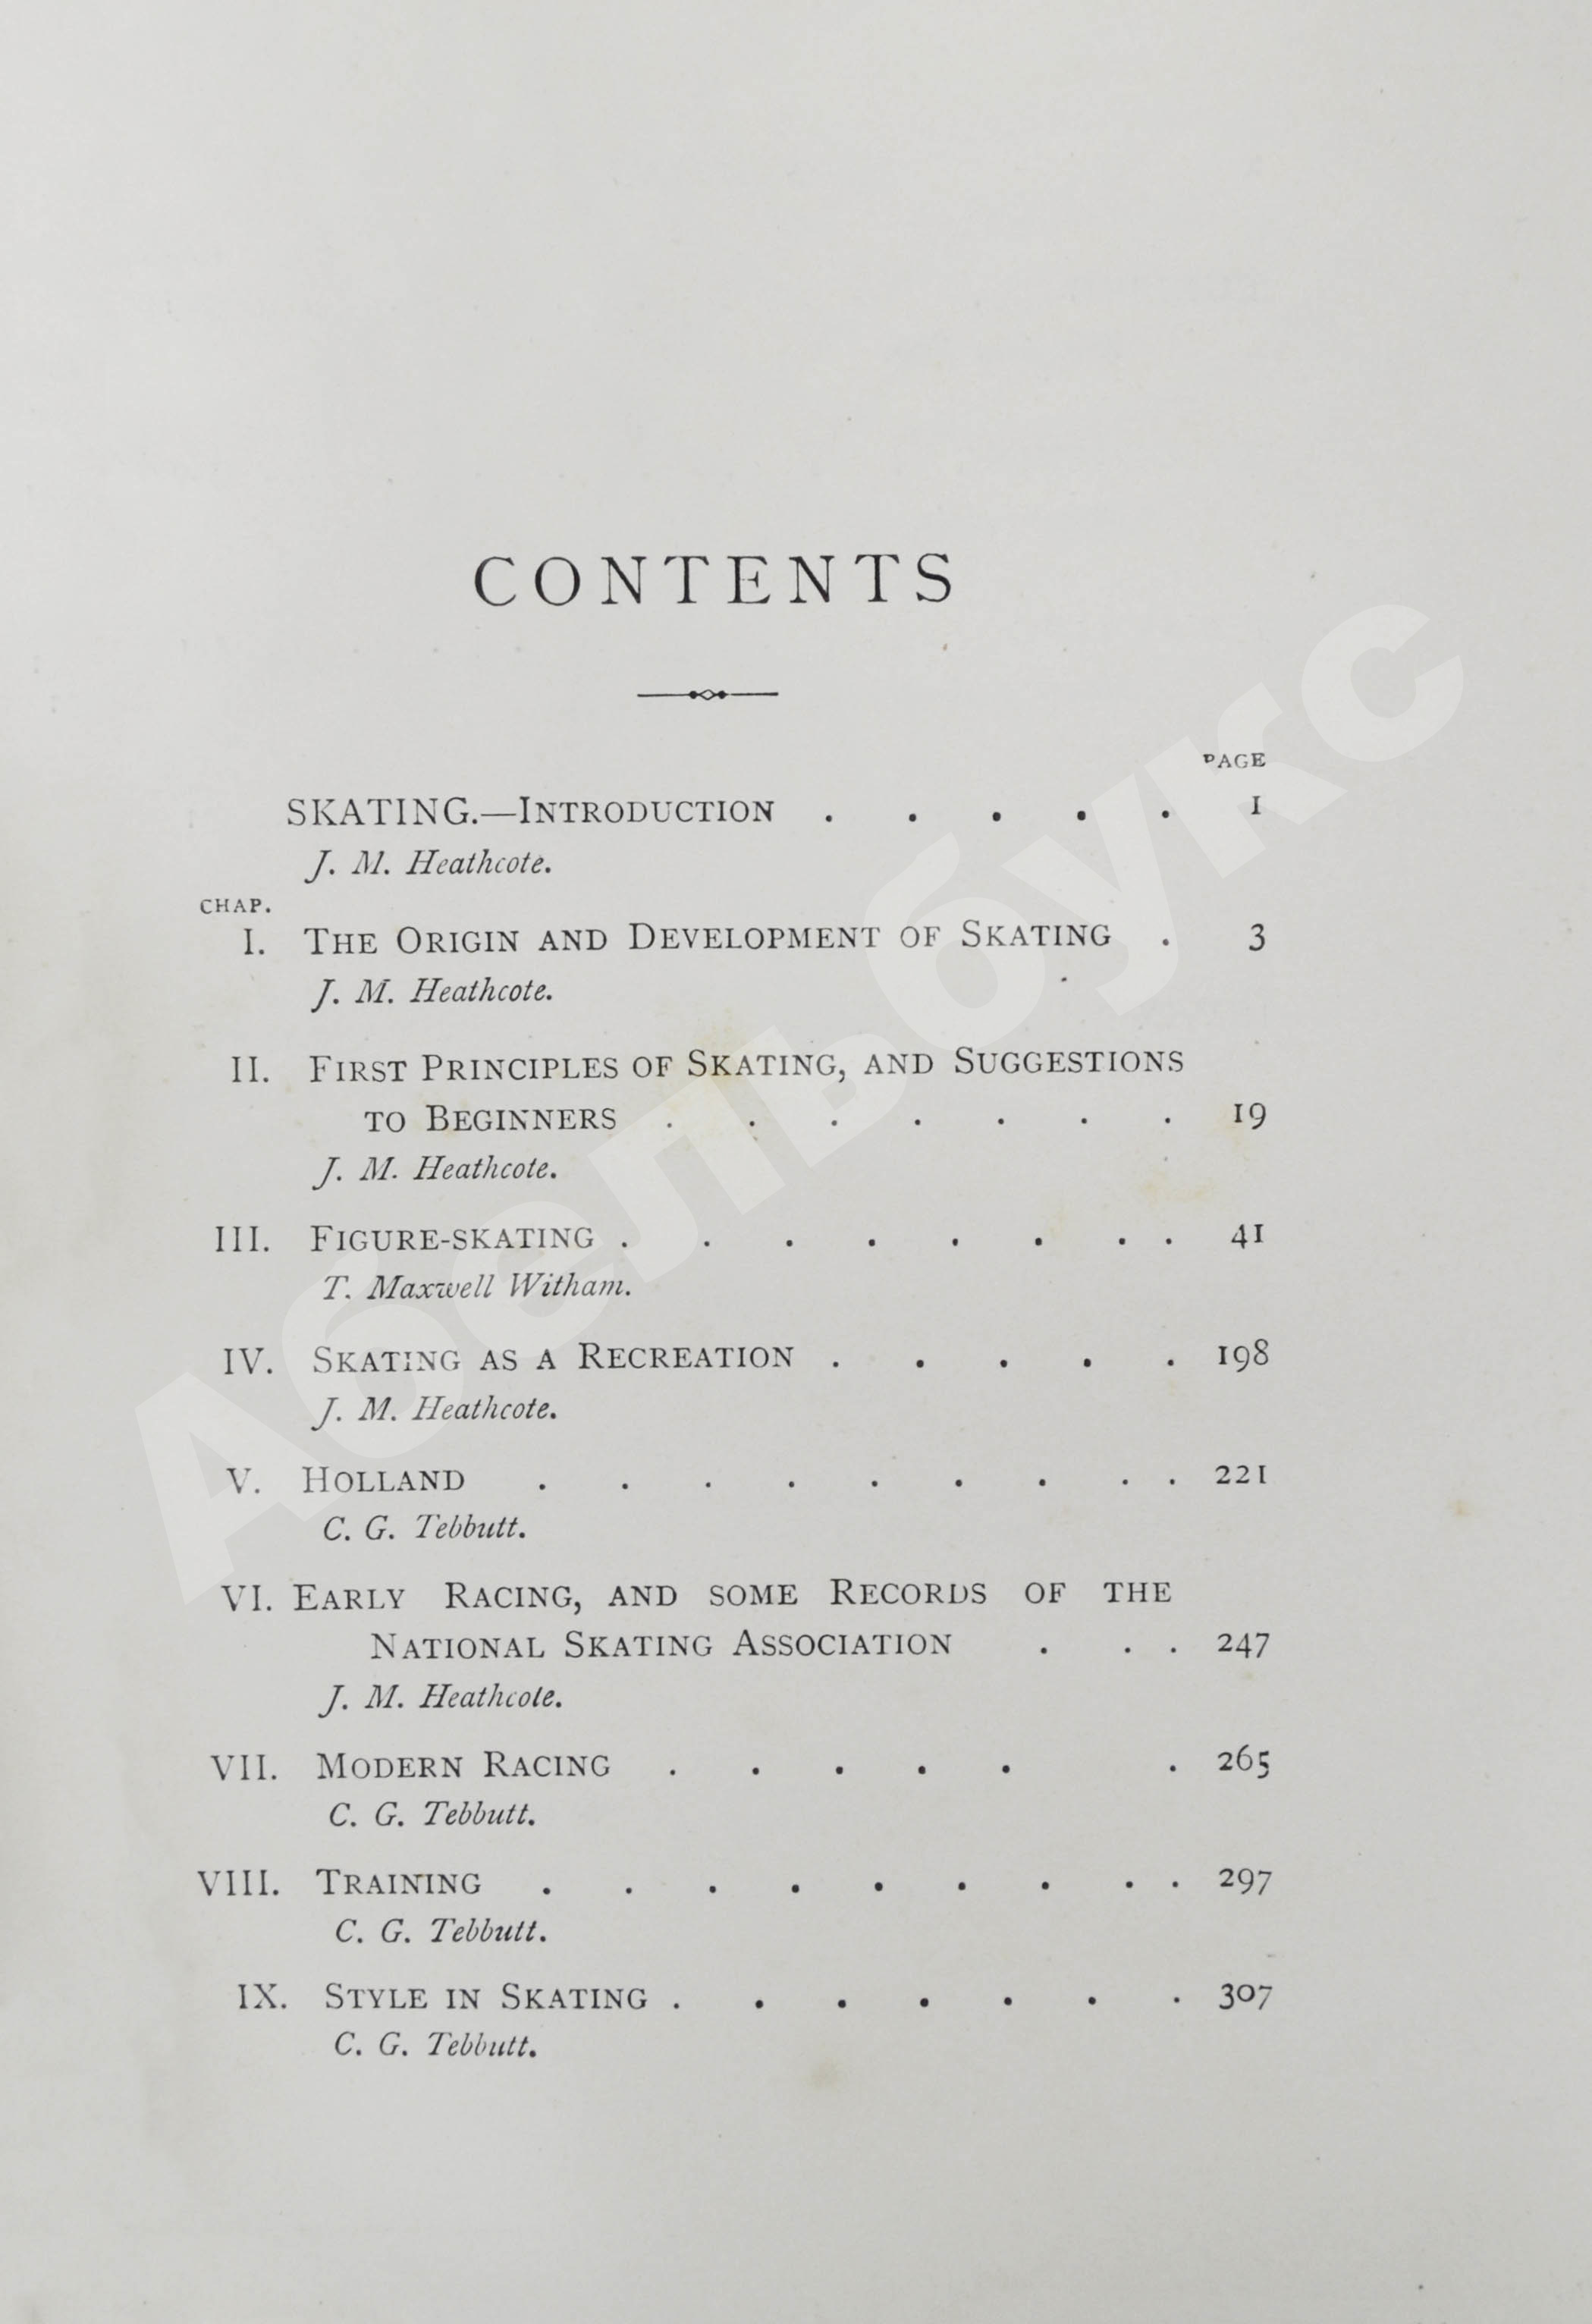 CONTENTS
PAGE
SKATING.—Introduction . . . . . 1
J. M. Heathcote.
CHAP.
I. The Origin and Development of Skating . 3
J. M. Heathcote.
II. First Principles of Skating, and Suggestions
to Beginners . . . . . . . 19
J. M. Heathcote.
III. Figure-skating . . . . . . . . 41
T. Maxwell Witham.
IV. Skating as a Recreation . . . . . 198
J. M. Heathcote.
V. Holland . . . . . . . . . 221
C. G. Tebbutt.
VI. Early Racing, and some Records of the
National Skating Association . . . 247
J. M. Heathcote.
VII. Modern Racing . . . . . . 265
C. G. Tebbutt.
VIII. Training . . . . . . . . . 297
C. G. Tebbutt.
IX. Style in Skating . . . . . . . 307
C. G. Tebbutt.
Абельбукс